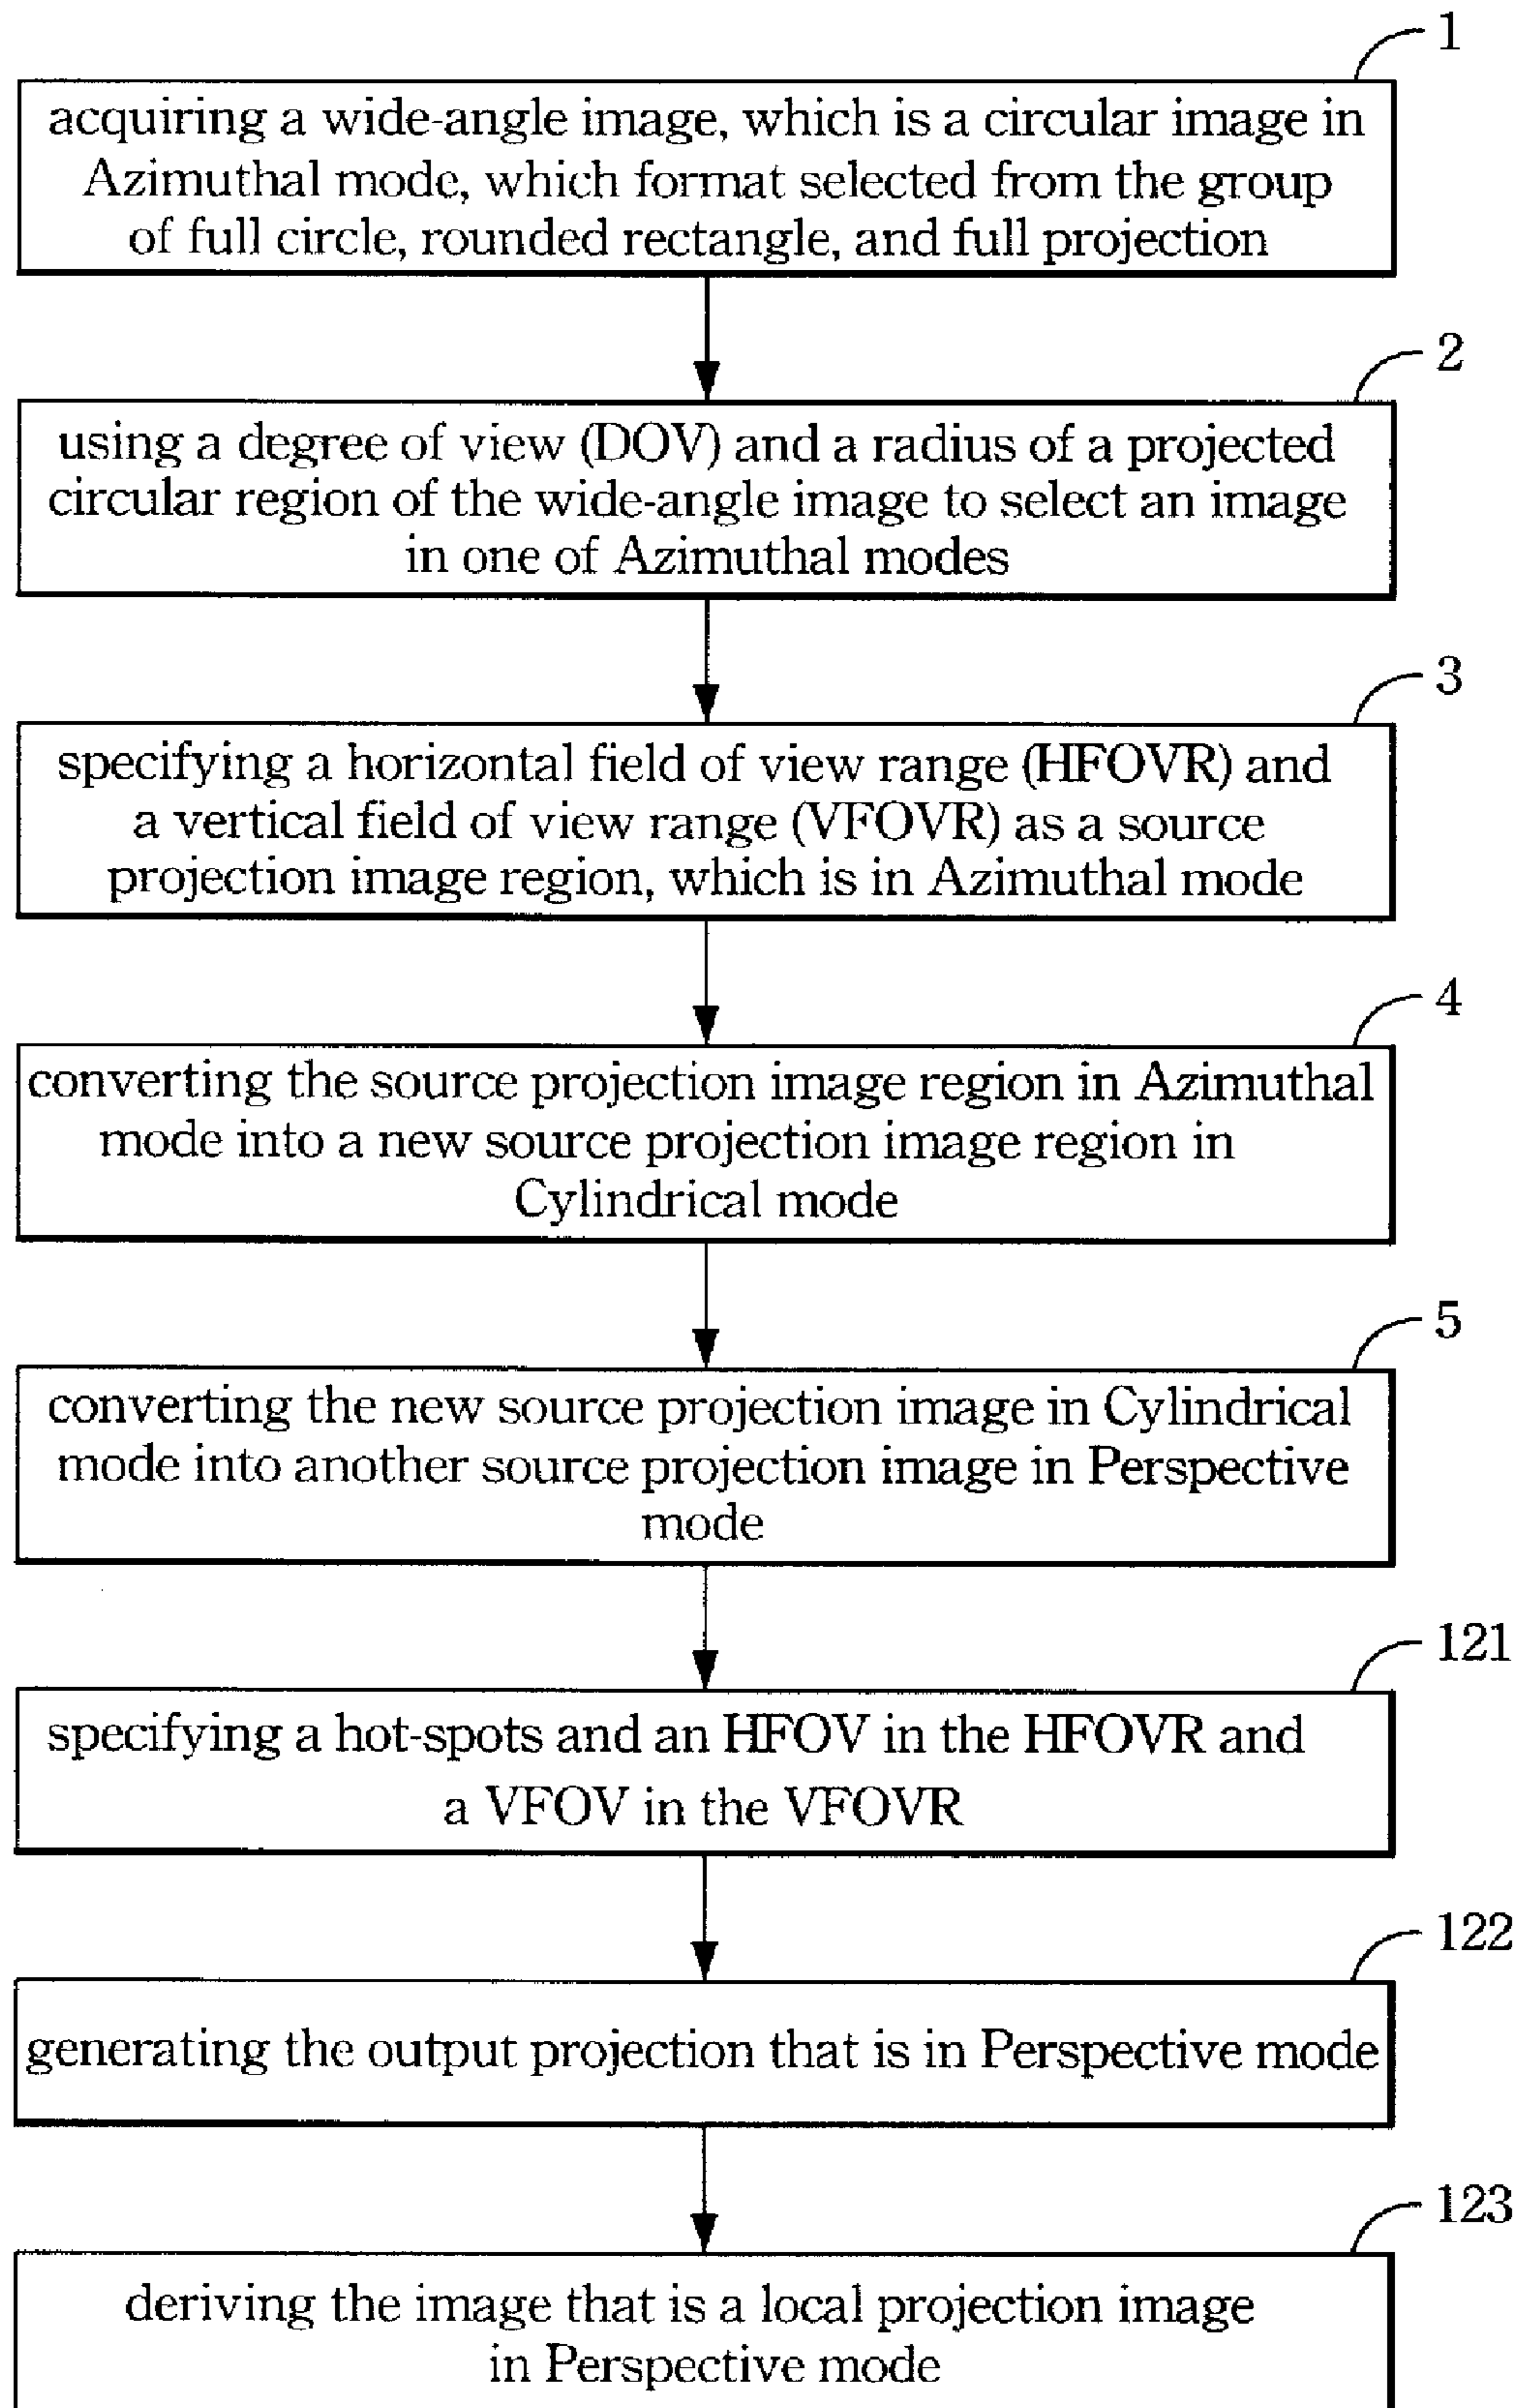 1
acquiring a wide-angle image, which is a circular image in
Azimuthal mode, which format selected from the group
of full circle, rounded rectangle, and full projection
2
using a degree of view (DOV) and a radius of a projected
circular region of the wide-angle image to select an image
in one of Azimuthal modes
3
specifying a horizontal field of view range (HFOVR) and
a vertical field of view range (VFOVR) as a source
projection image region, which is in Azimuthal mode
4
converting the source projection image region in Azimuthal
mode into a new source projection image region in
Cylindrical mode
5
converting the new source projection image in Cylindrical
mode into another source projection image in Perspective
mode
121
specifying a hot-spots and an HFOV in the HFOVR and
a VFOV in the VFOVR
122
generating the output projection that is in Perspective mode
123
deriving the image that is a local projection image
in Perspective mode